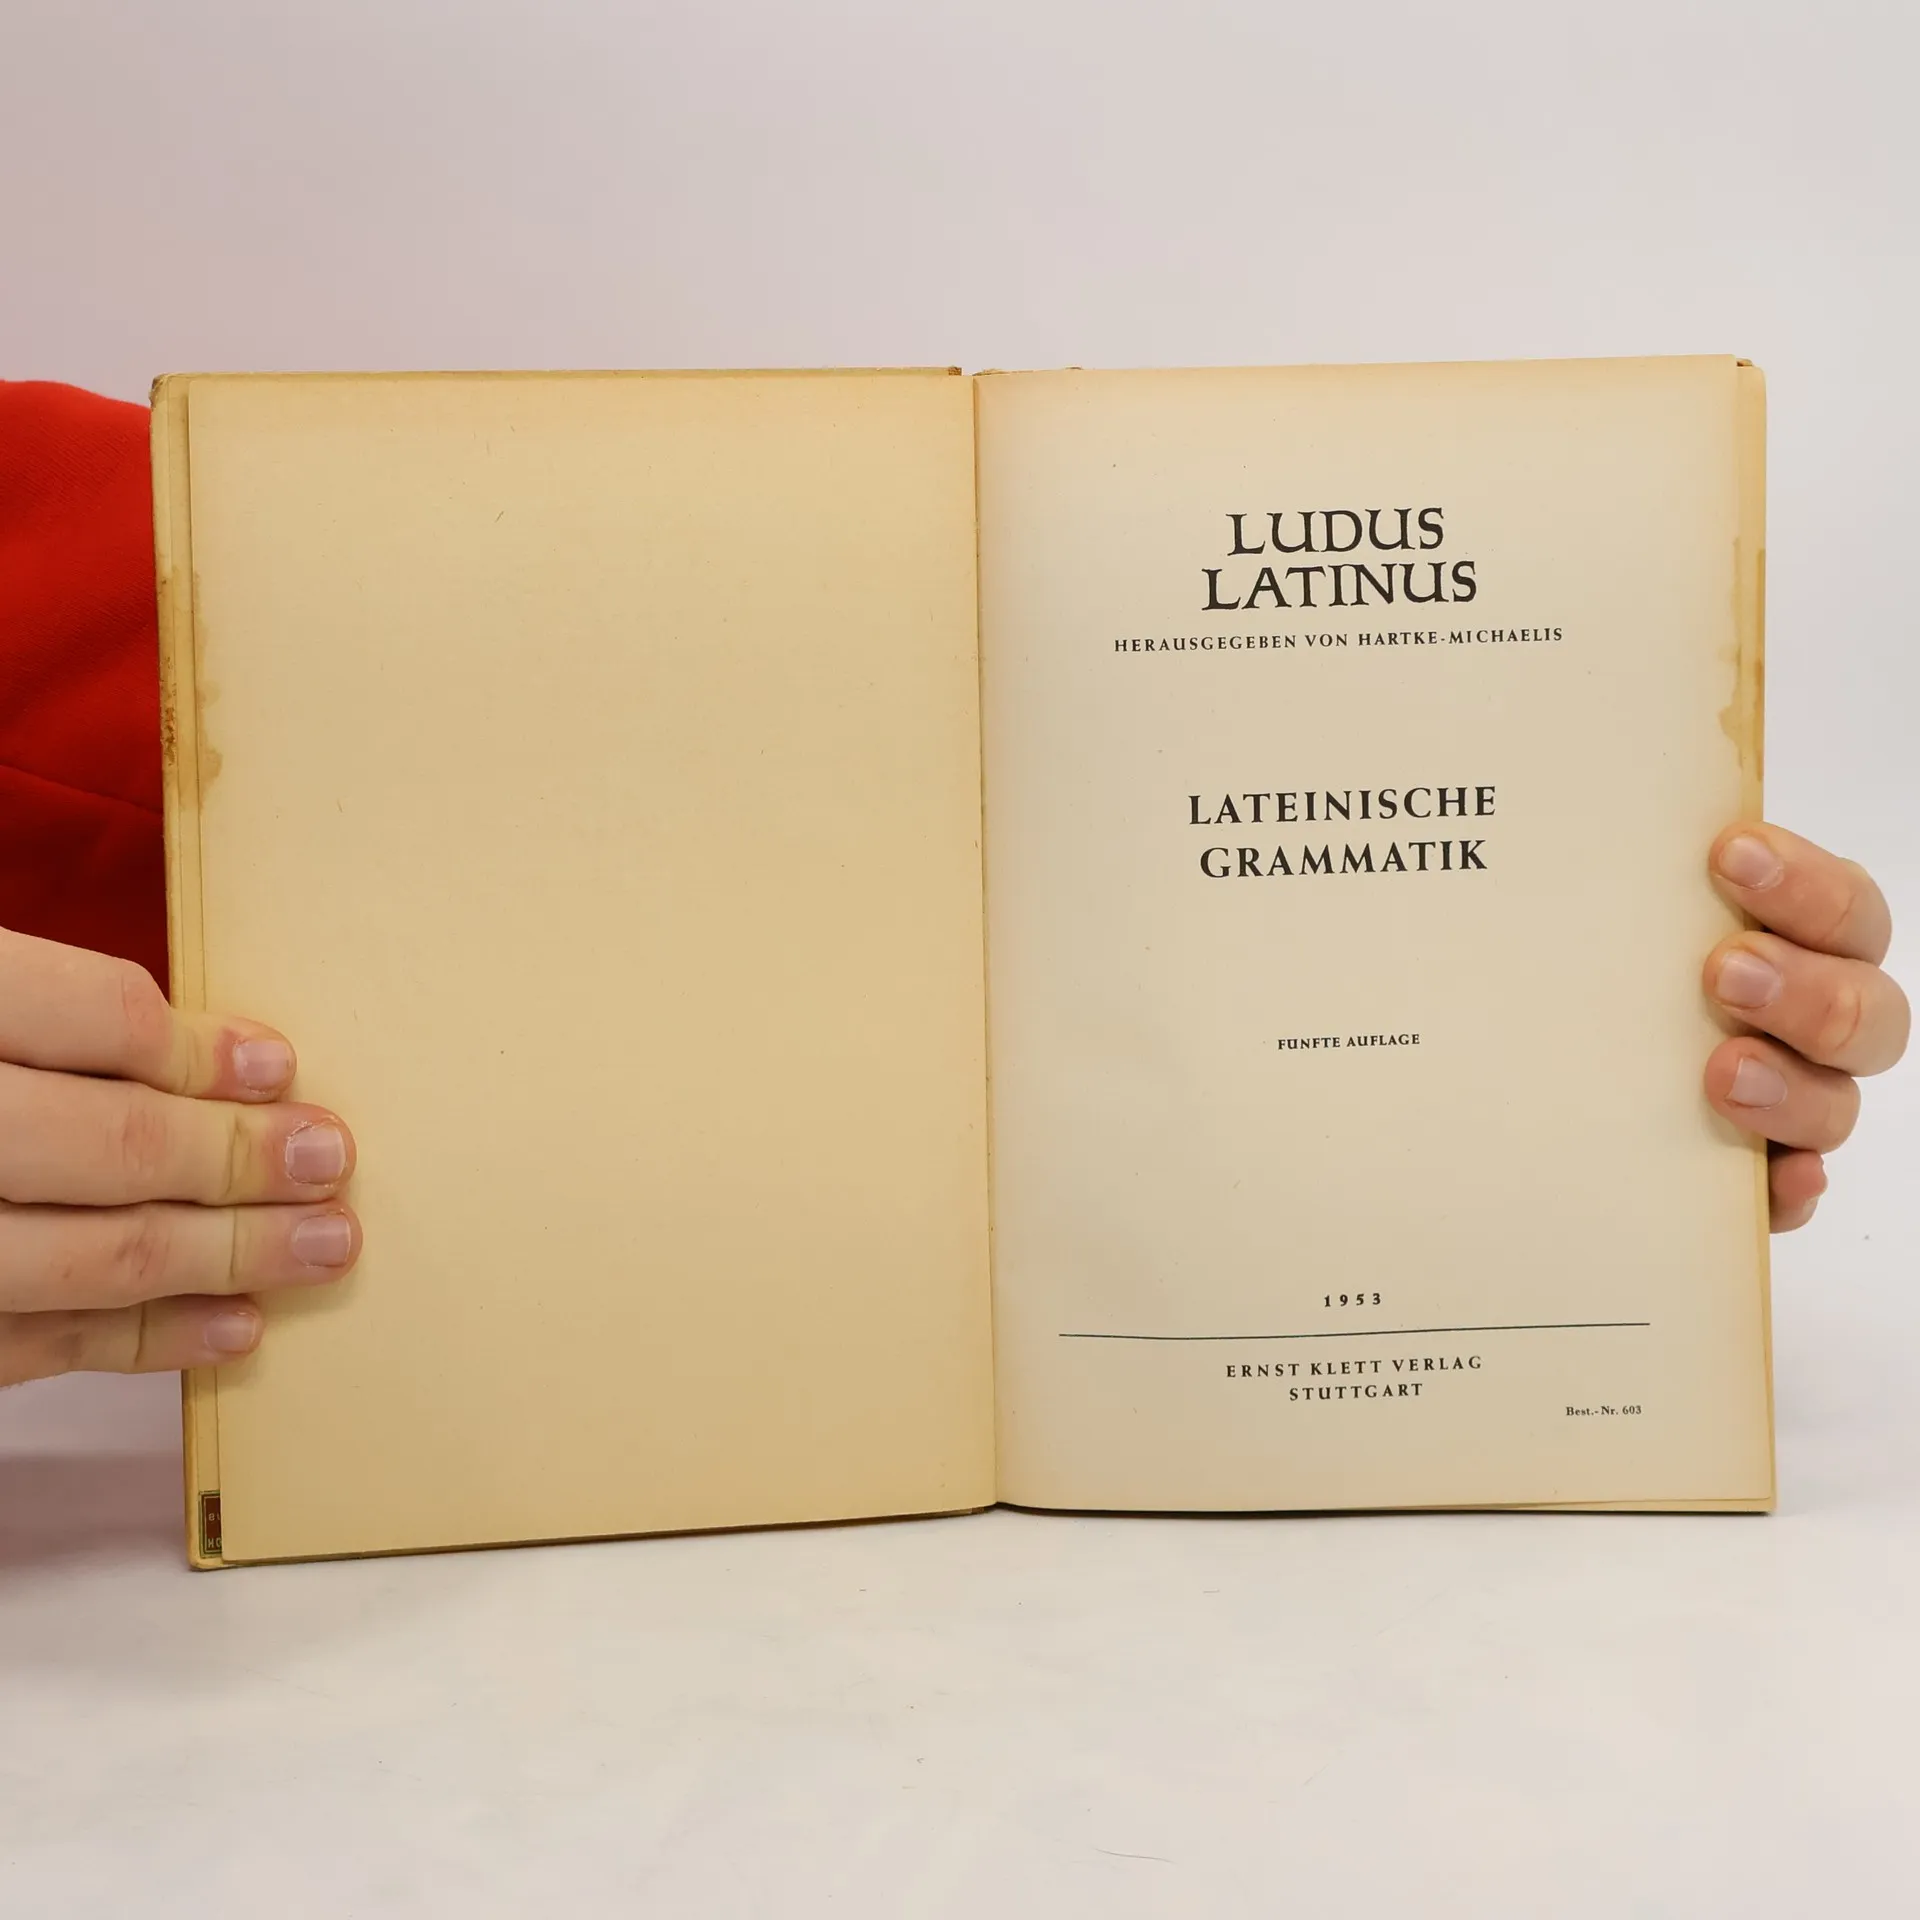 LUDUS
LATINUS
HERAUSGEGEBEN VON HARTKE-MICHAELIS
LATEINISCHE
GRAMMATIK
FÜNFTE AUFLAGE
1953
ERNST KLETT VERLAG
STUTTGART
Best.-Nr. 603